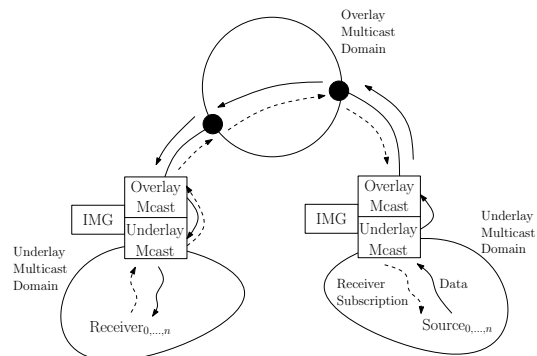 Overlay
Multicast
Domain
Overlay
Mcast
IMG
Underlay
Mcast
Underlay
Multicast
Domain
Receiver0,...,n
Overlay
Mcast
IMG
Underlay
Mcast
Underlay
Multicast
Domain
Receiver
Subscription
Data
Source0,...,n